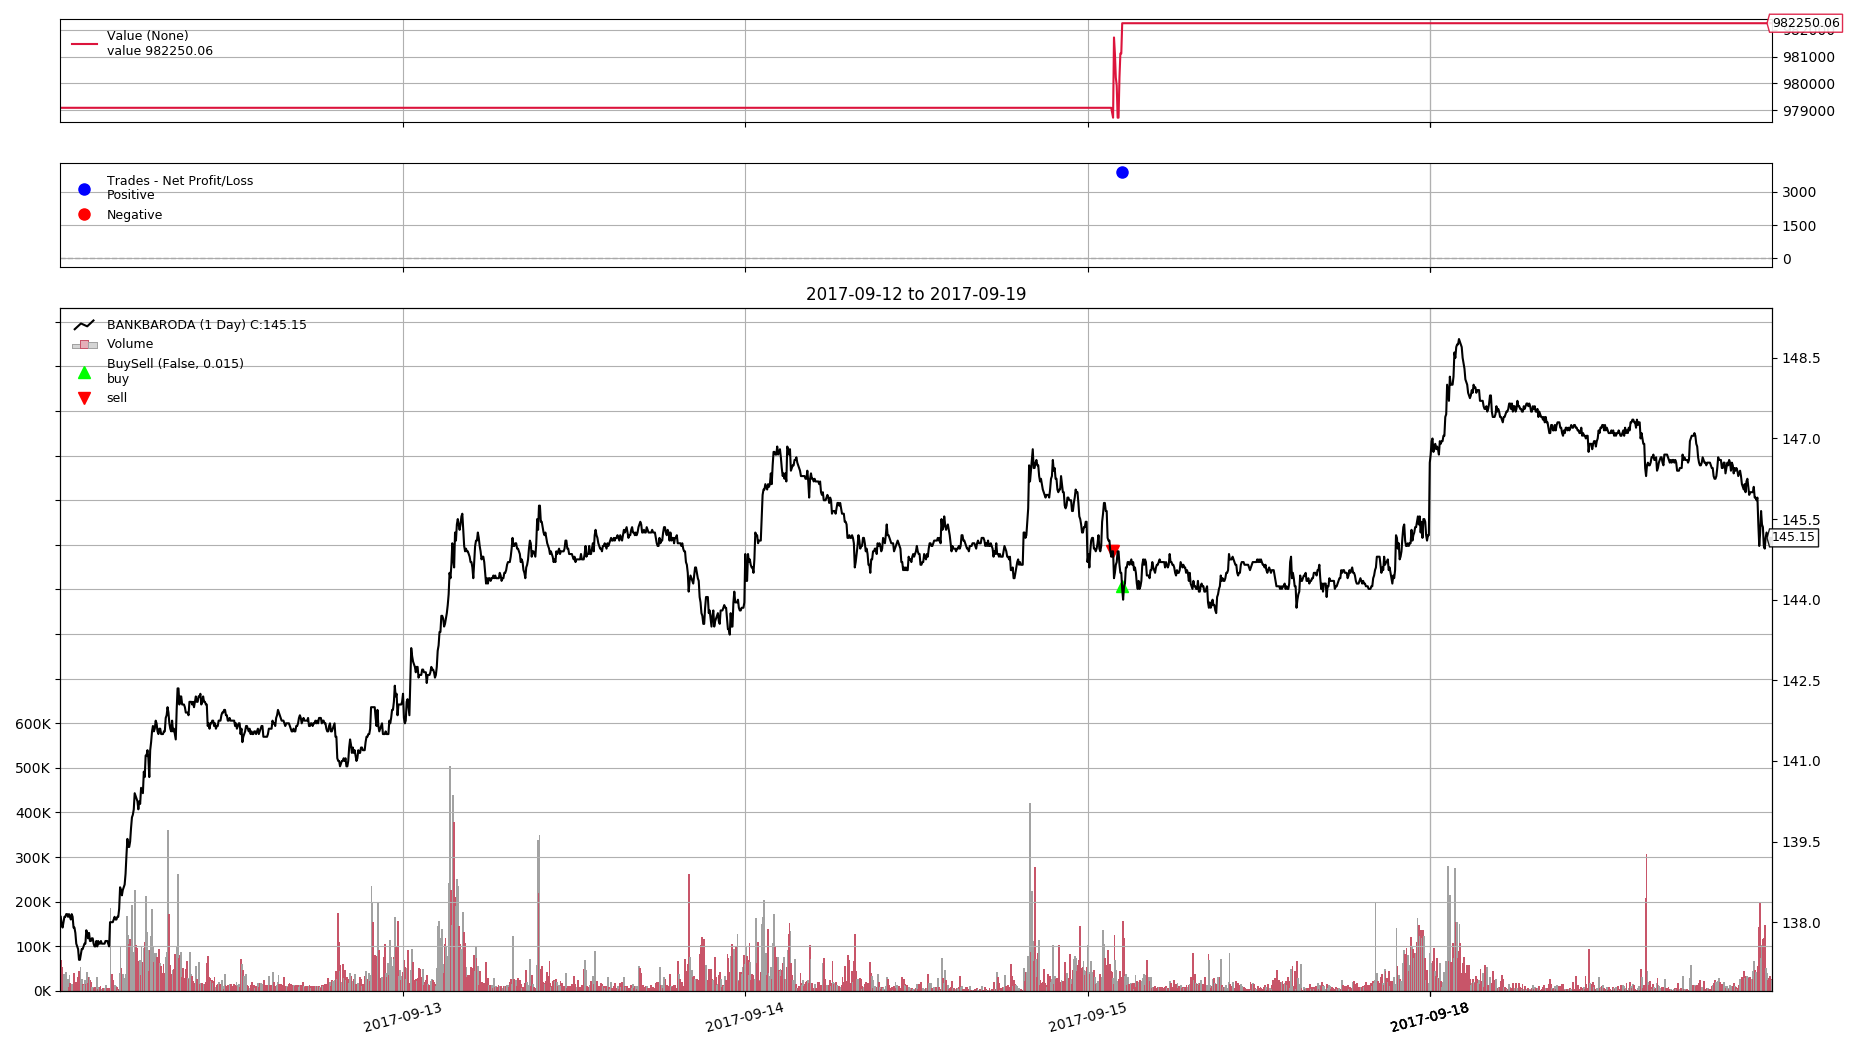 Value (None)
value 982250.06
982250.06
982000
981000
980000
979000
Trades - Net Profit/Loss
Positive
Negative
3000
1500
0
2017-09-12 to 2017-09-19
BANKBARODA (1 Day) C:145.15
Volume
BuySell (False, 0.015)
buy
sell
148.5
147.0
145.5
145.15
144.0
142.5
141.0
139.5
138.0
600K
500K
400K
300K
200K
100K
0K
2017-09-13
2017-09-14
2017-09-15
2017-09-18